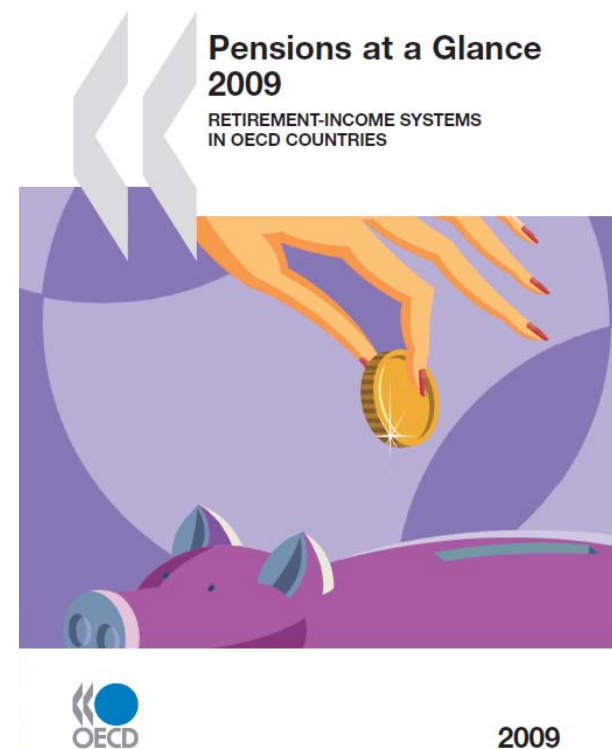 Pensions at a Glance
2009
RETIREMENT-INCOME SYSTEMS
IN OECD COUNTRIES
OECD
2009